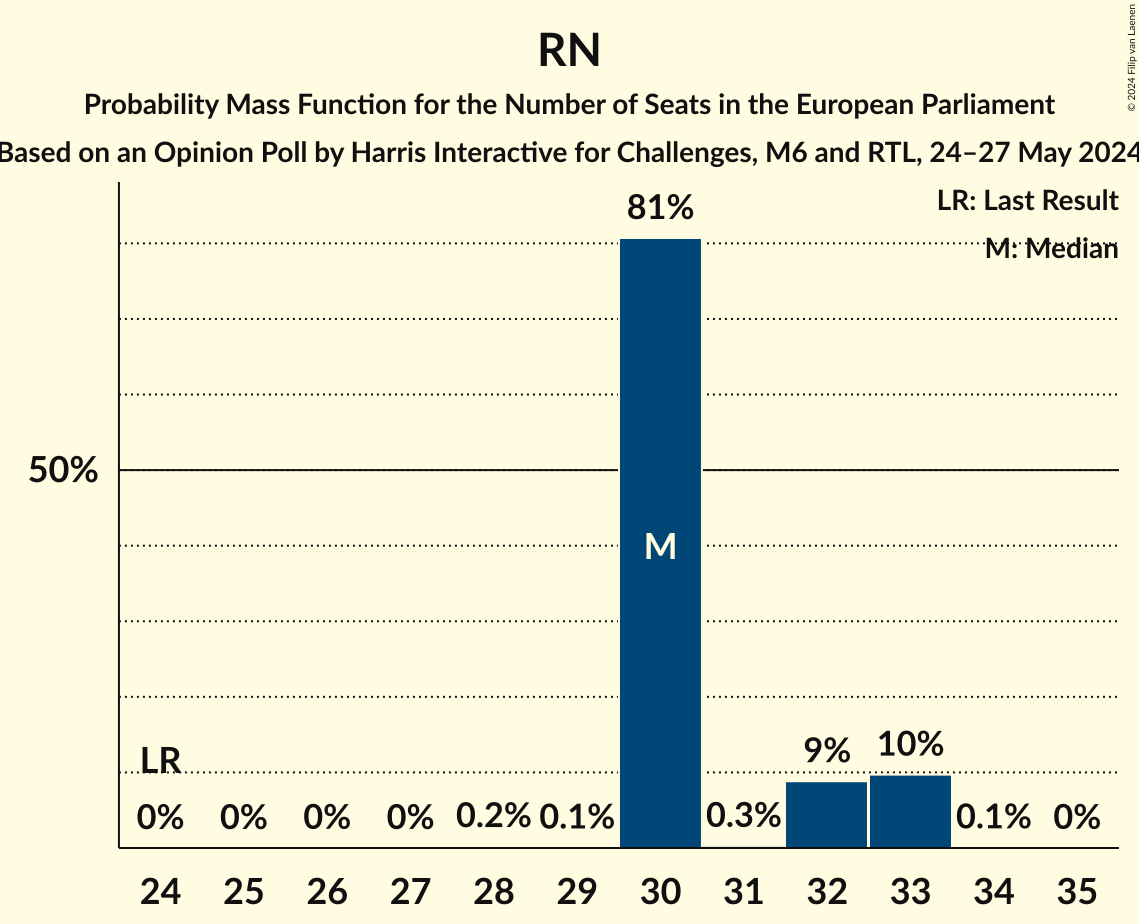 RN
Probability Mass Function for the Number of Seats in the European Parliament
Based on an Opinion Poll by Harris Interactive for Challenges, M6 and RTL, 24–27 May 2024
© 2024 Filip van Laenen
LR: Last Result
M: Median
81%
50%
M
LR
9%
10%
0%
0%
0%
0%
0.2%
0.1%
0.3%
0.1%
0%
24 25 26 27 28 29 30 31 32 33 34 35